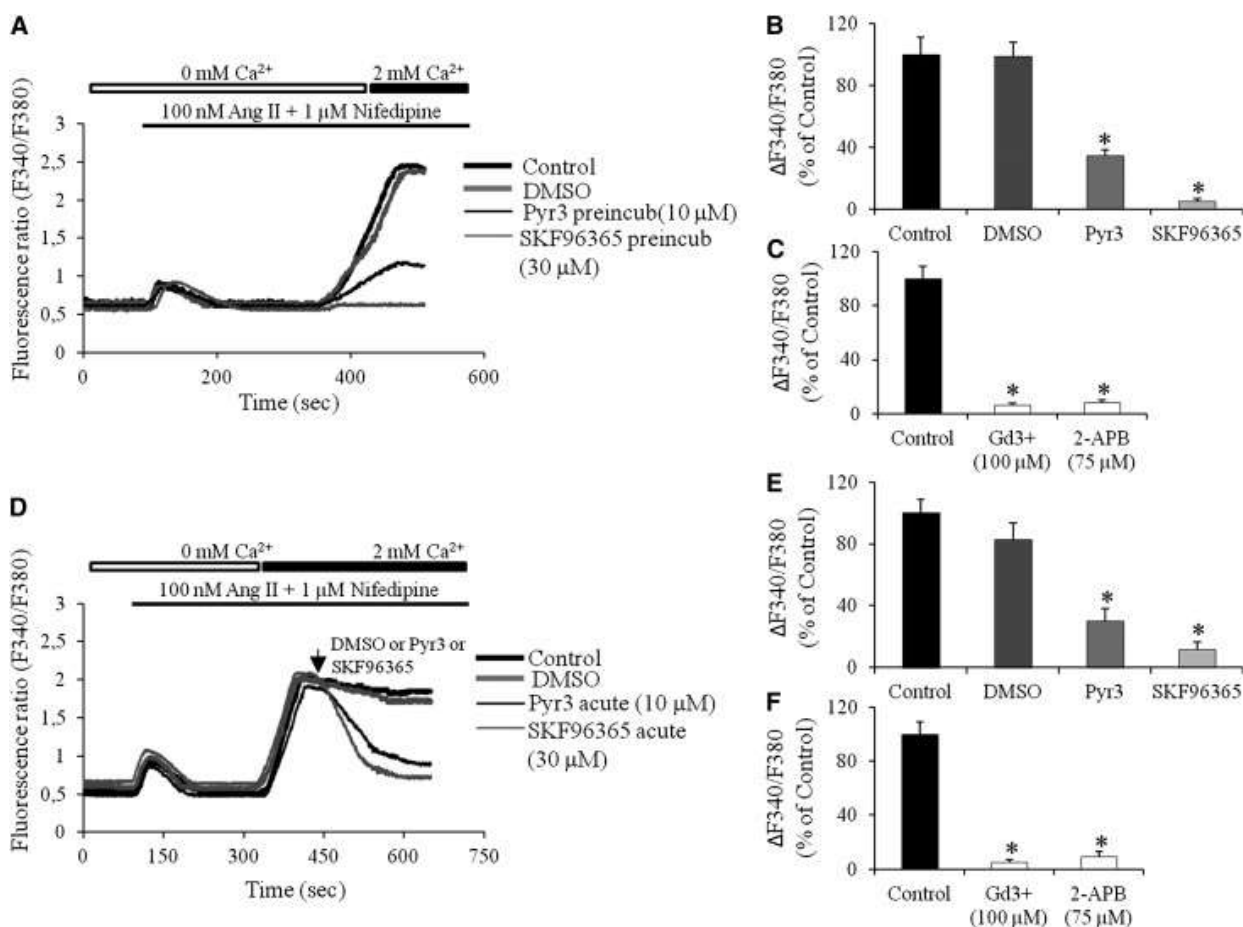 A
0 mM Ca²⁺
2 mM Ca²⁺
100 nM Ang II + 1 µM Nifedipine
Fluorescence ratio (F340/F380)
3
2,5
2
1,5
1
0,5
0
0
200
400
600
Time (sec)
Control
DMSO
Pyr3 preincub(10 µM)
SKF96365 preincub
(30 µM)
B
ΔF340/F380
(% of Control)
120
80
40
0
*
*
Control
DMSO
Pyr3
SKF96365
C
ΔF340/F380
(% of Control)
120
80
40
0
*
*
Control
Gd3+
(100 µM)
2-APB
(75 µM)
D
0 mM Ca²⁺
2 mM Ca²⁺
100 nM Ang II + 1 µM Nifedipine
Fluorescence ratio (F340/F380)
3
2,5
2
1,5
1
0,5
0
0
150
300
450
600
750
Time (sec)
DMSO or Pyr3 or
SKF96365
Control
DMSO
Pyr3 acute (10 µM)
SKF96365 acute
(30 µM)
E
ΔF340/F380
(% of Control)
120
80
40
0
*
*
Control
DMSO
Pyr3
SKF96365
F
ΔF340/F380
(% of Control)
120
80
40
0
*
*
Control
Gd3+
(100 µM)
2-APB
(75 µM)